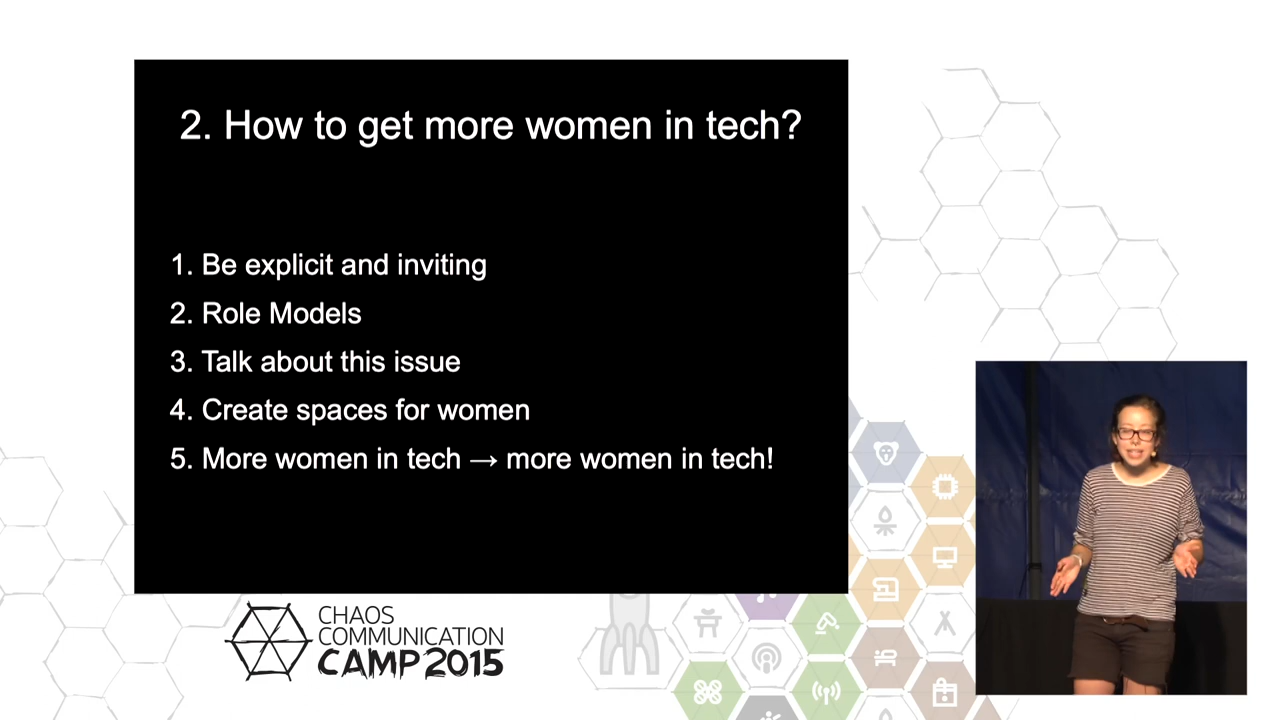 2. How to get more women in tech?
1. Be explicit and inviting
2. Role Models
3. Talk about this issue
4. Create spaces for women
5. More women in tech → more women in tech!
CHAOS
COMMUNICATION
CAMP 2015